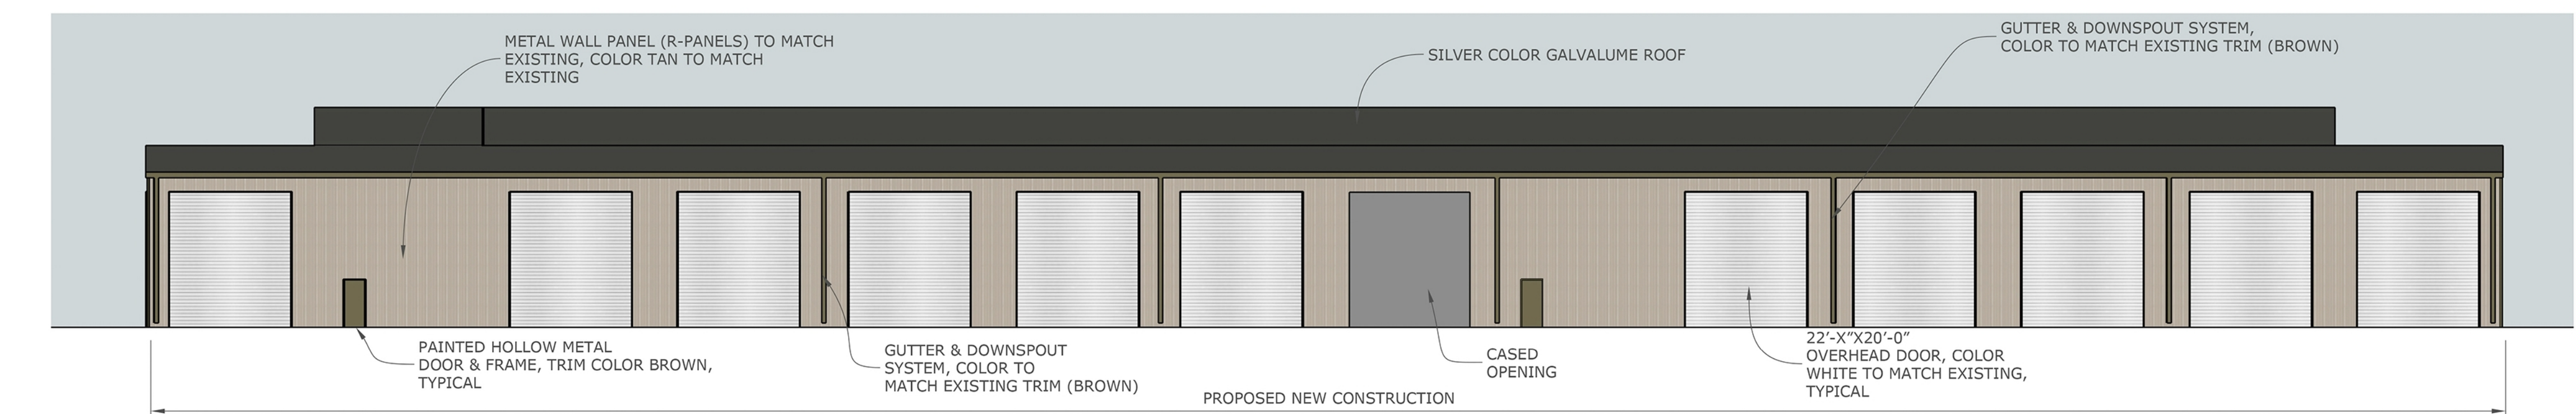 METAL WALL PANEL (R-PANELS) TO MATCH
EXISTING, COLOR TAN TO MATCH
EXISTING
SILVER COLOR GALVALUME ROOF
GUTTER & DOWNSPOUT SYSTEM,
COLOR TO MATCH EXISTING TRIM (BROWN)
PAINTED HOLLOW METAL
DOOR & FRAME, TRIM COLOR BROWN,
TYPICAL
GUTTER & DOWNSPOUT
SYSTEM, COLOR TO
MATCH EXISTING TRIM (BROWN)
CASED
OPENING
22'-X"X20'-0"
OVERHEAD DOOR, COLOR
WHITE TO MATCH EXISTING,
TYPICAL
PROPOSED NEW CONSTRUCTION